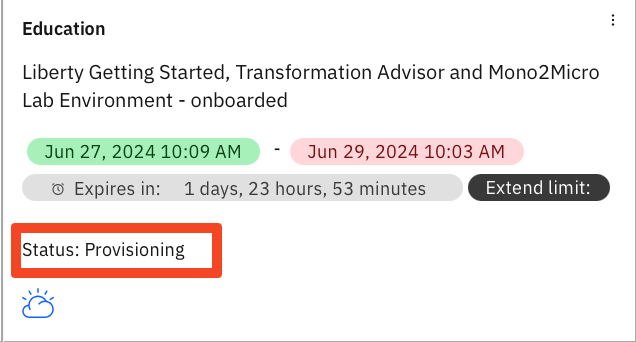 Education
Liberty Getting Started, Transformation Advisor and Mono2Micro
Lab Environment - onboarded
Jun 27, 2024 10:09 AM - Jun 29, 2024 10:03 AM
Expires in: 1 days, 23 hours, 53 minutes Extend limit:
Status: Provisioning